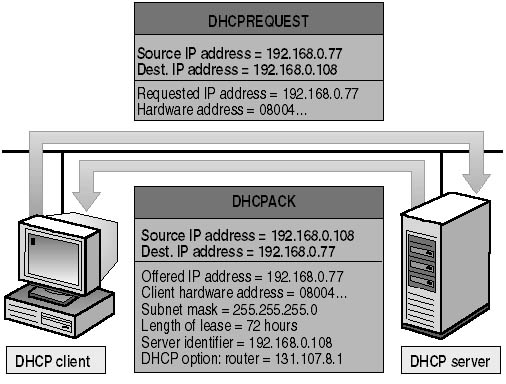 DHCPREQUEST
Source IP address = 192.168.0.77
Dest. IP address = 192.168.0.108
Requested IP address = 192.168.0.77
Hardware address = 08004...
DHCPACK
Source IP address = 192.168.0.108
Dest. IP address = 192.168.0.77
Offered IP address = 192.168.0.77
Client hardware address = 08004...
Subnet mask = 255.255.255.0
Length of lease = 72 hours
Server identifier = 192.168.0.108
DHCP option: router = 131.107.8.1
DHCP client
DHCP server